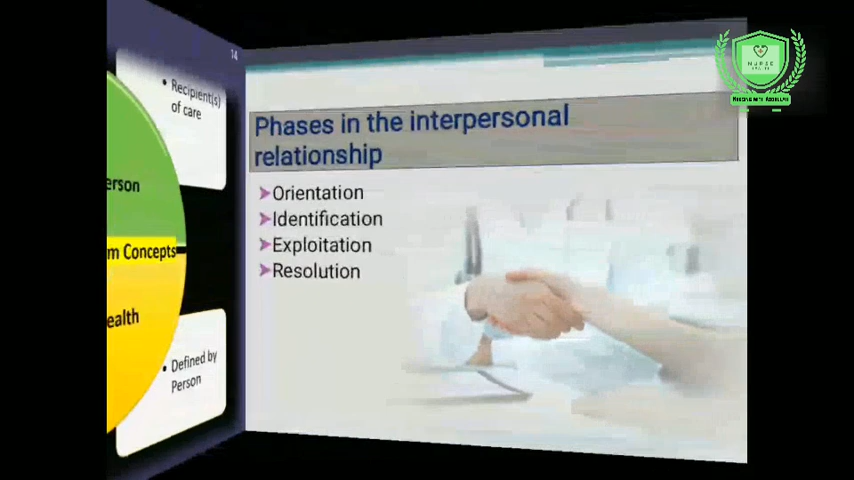 14
Recipient(s)
of care
erson
m Concepts
ealth
Defined by
Person
Phases in the interpersonal
relationship
Orientation
Identification
Exploitation
Resolution
NURSE